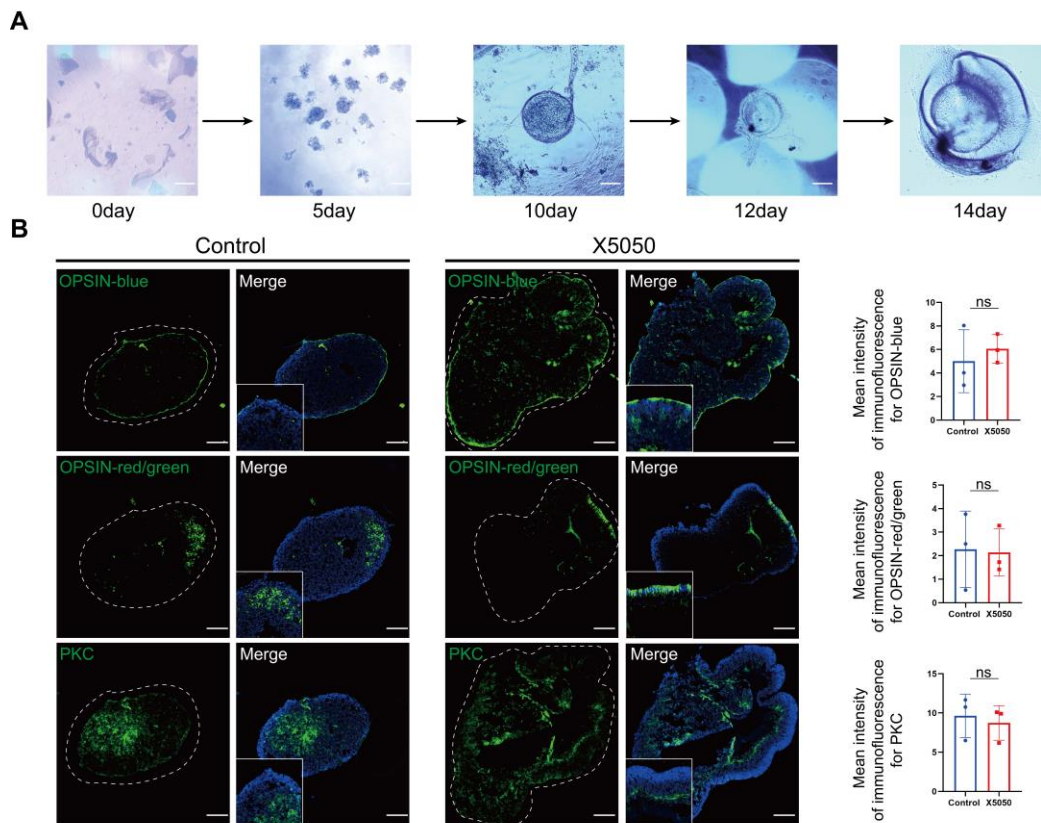 A
0day
5day
10day
12day
14day
B
Control
X5050
OPSIN-blue
Merge
OPSIN-blue
Merge
OPSIN-red/green
Merge
OPSIN-red/green
Merge
PKC
Merge
PKC
Merge
Mean intensity
of immunofluorescence
for OPSIN-blue
10
8
6
4
2
0
ns
Control
X5050
Mean intensity
of immunofluorescence
for OPSIN-red/green
5
4
3
2
1
0
ns
Control
X5050
Mean intensity
of immunofluorescence
for PKC
15
10
5
0
ns
Control
X5050